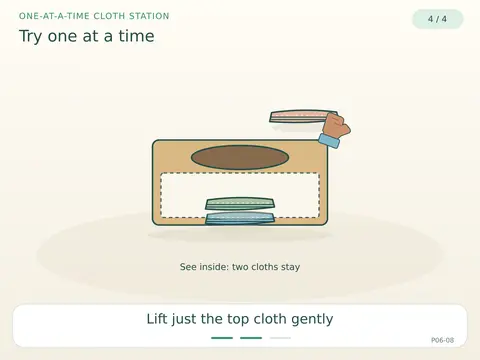 ONE-AT-A-TIME CLOTH STATION
4 / 4
Try one at a time
See inside: two cloths stay
Lift just the top cloth gently
P06-08